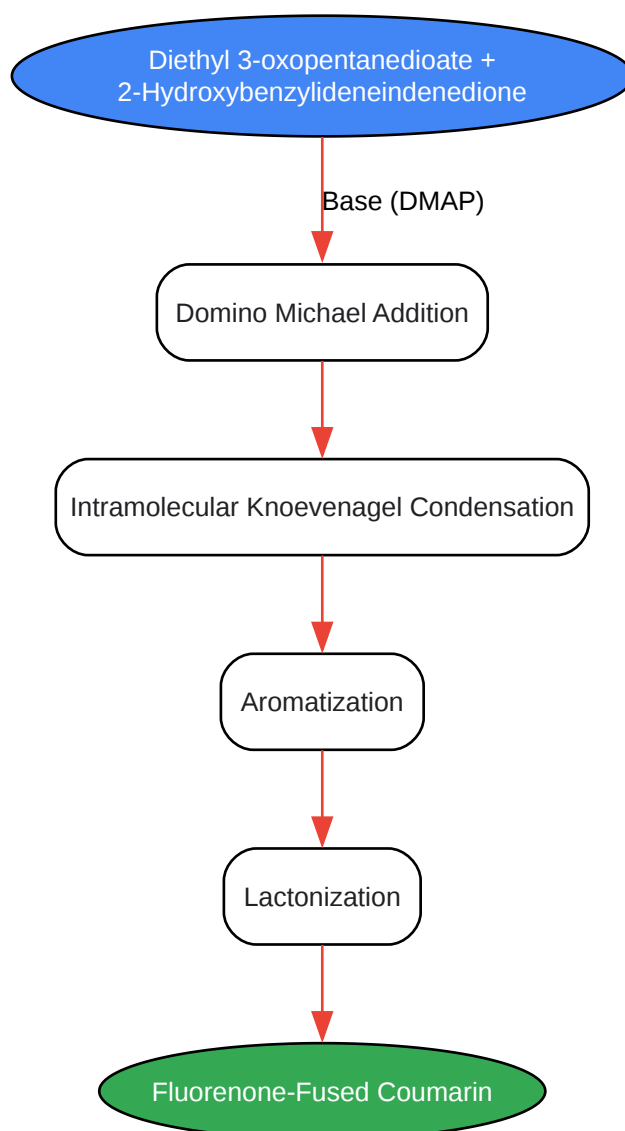 Diethyl 3-oxopentanedioate +
2-Hydroxybenzylideneindenedione
Base (DMAP)
Domino Michael Addition
Intramolecular Knoevenagel Condensation
Aromatization
Lactonization
Fluorenone-Fused Coumarin